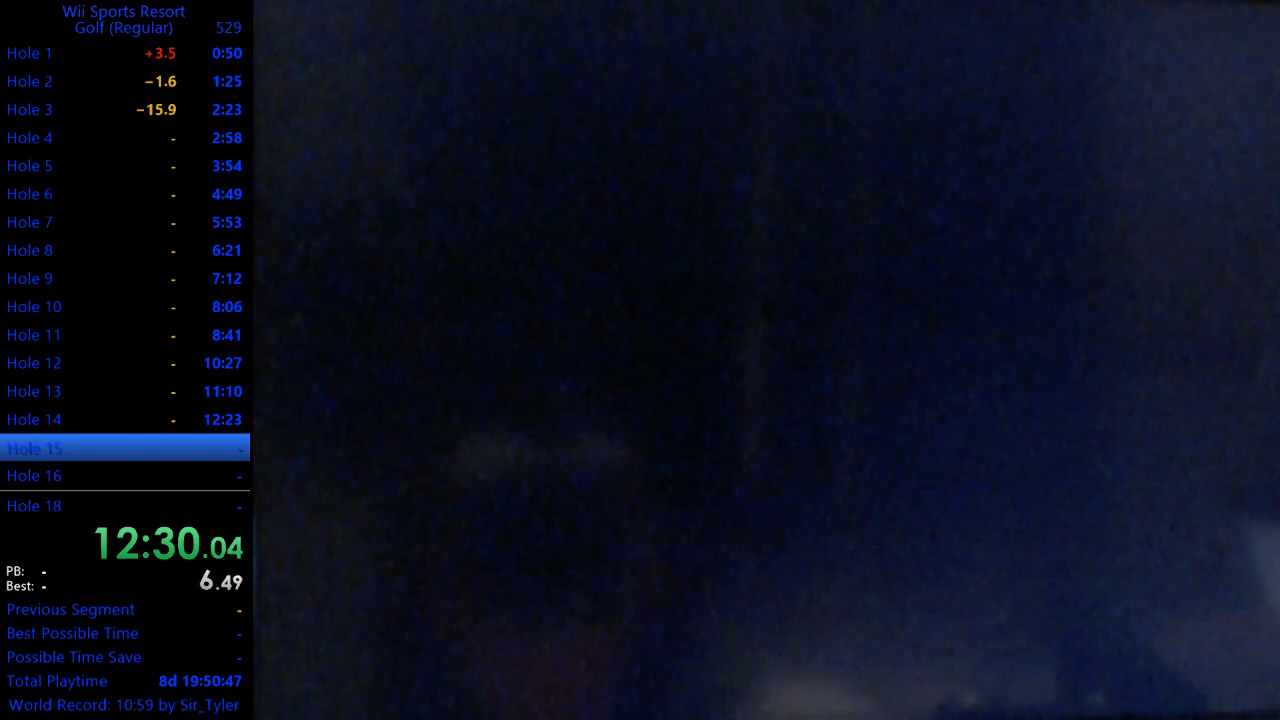 Wii Sports Resort
Golf (Regular) 529
Hole 1 +3.5 0:50
Hole 2 −1.6 1:25
Hole 3 −15.9 2:23
Hole 4 - 2:58
Hole 5 - 3:54
Hole 6 - 4:49
Hole 7 - 5:53
Hole 8 - 6:21
Hole 9 - 7:12
Hole 10 - 8:06
Hole 11 - 8:41
Hole 12 - 10:27
Hole 13 - 11:10
Hole 14 - 12:23
Hole 15 -
Hole 16 -
Hole 18 -
12:30.04
PB: - 6.49
Best: -
Previous Segment -
Best Possible Time -
Possible Time Save -
Total Playtime 8d 19:50:47
World Record: 10:59 by Sir_Tyler